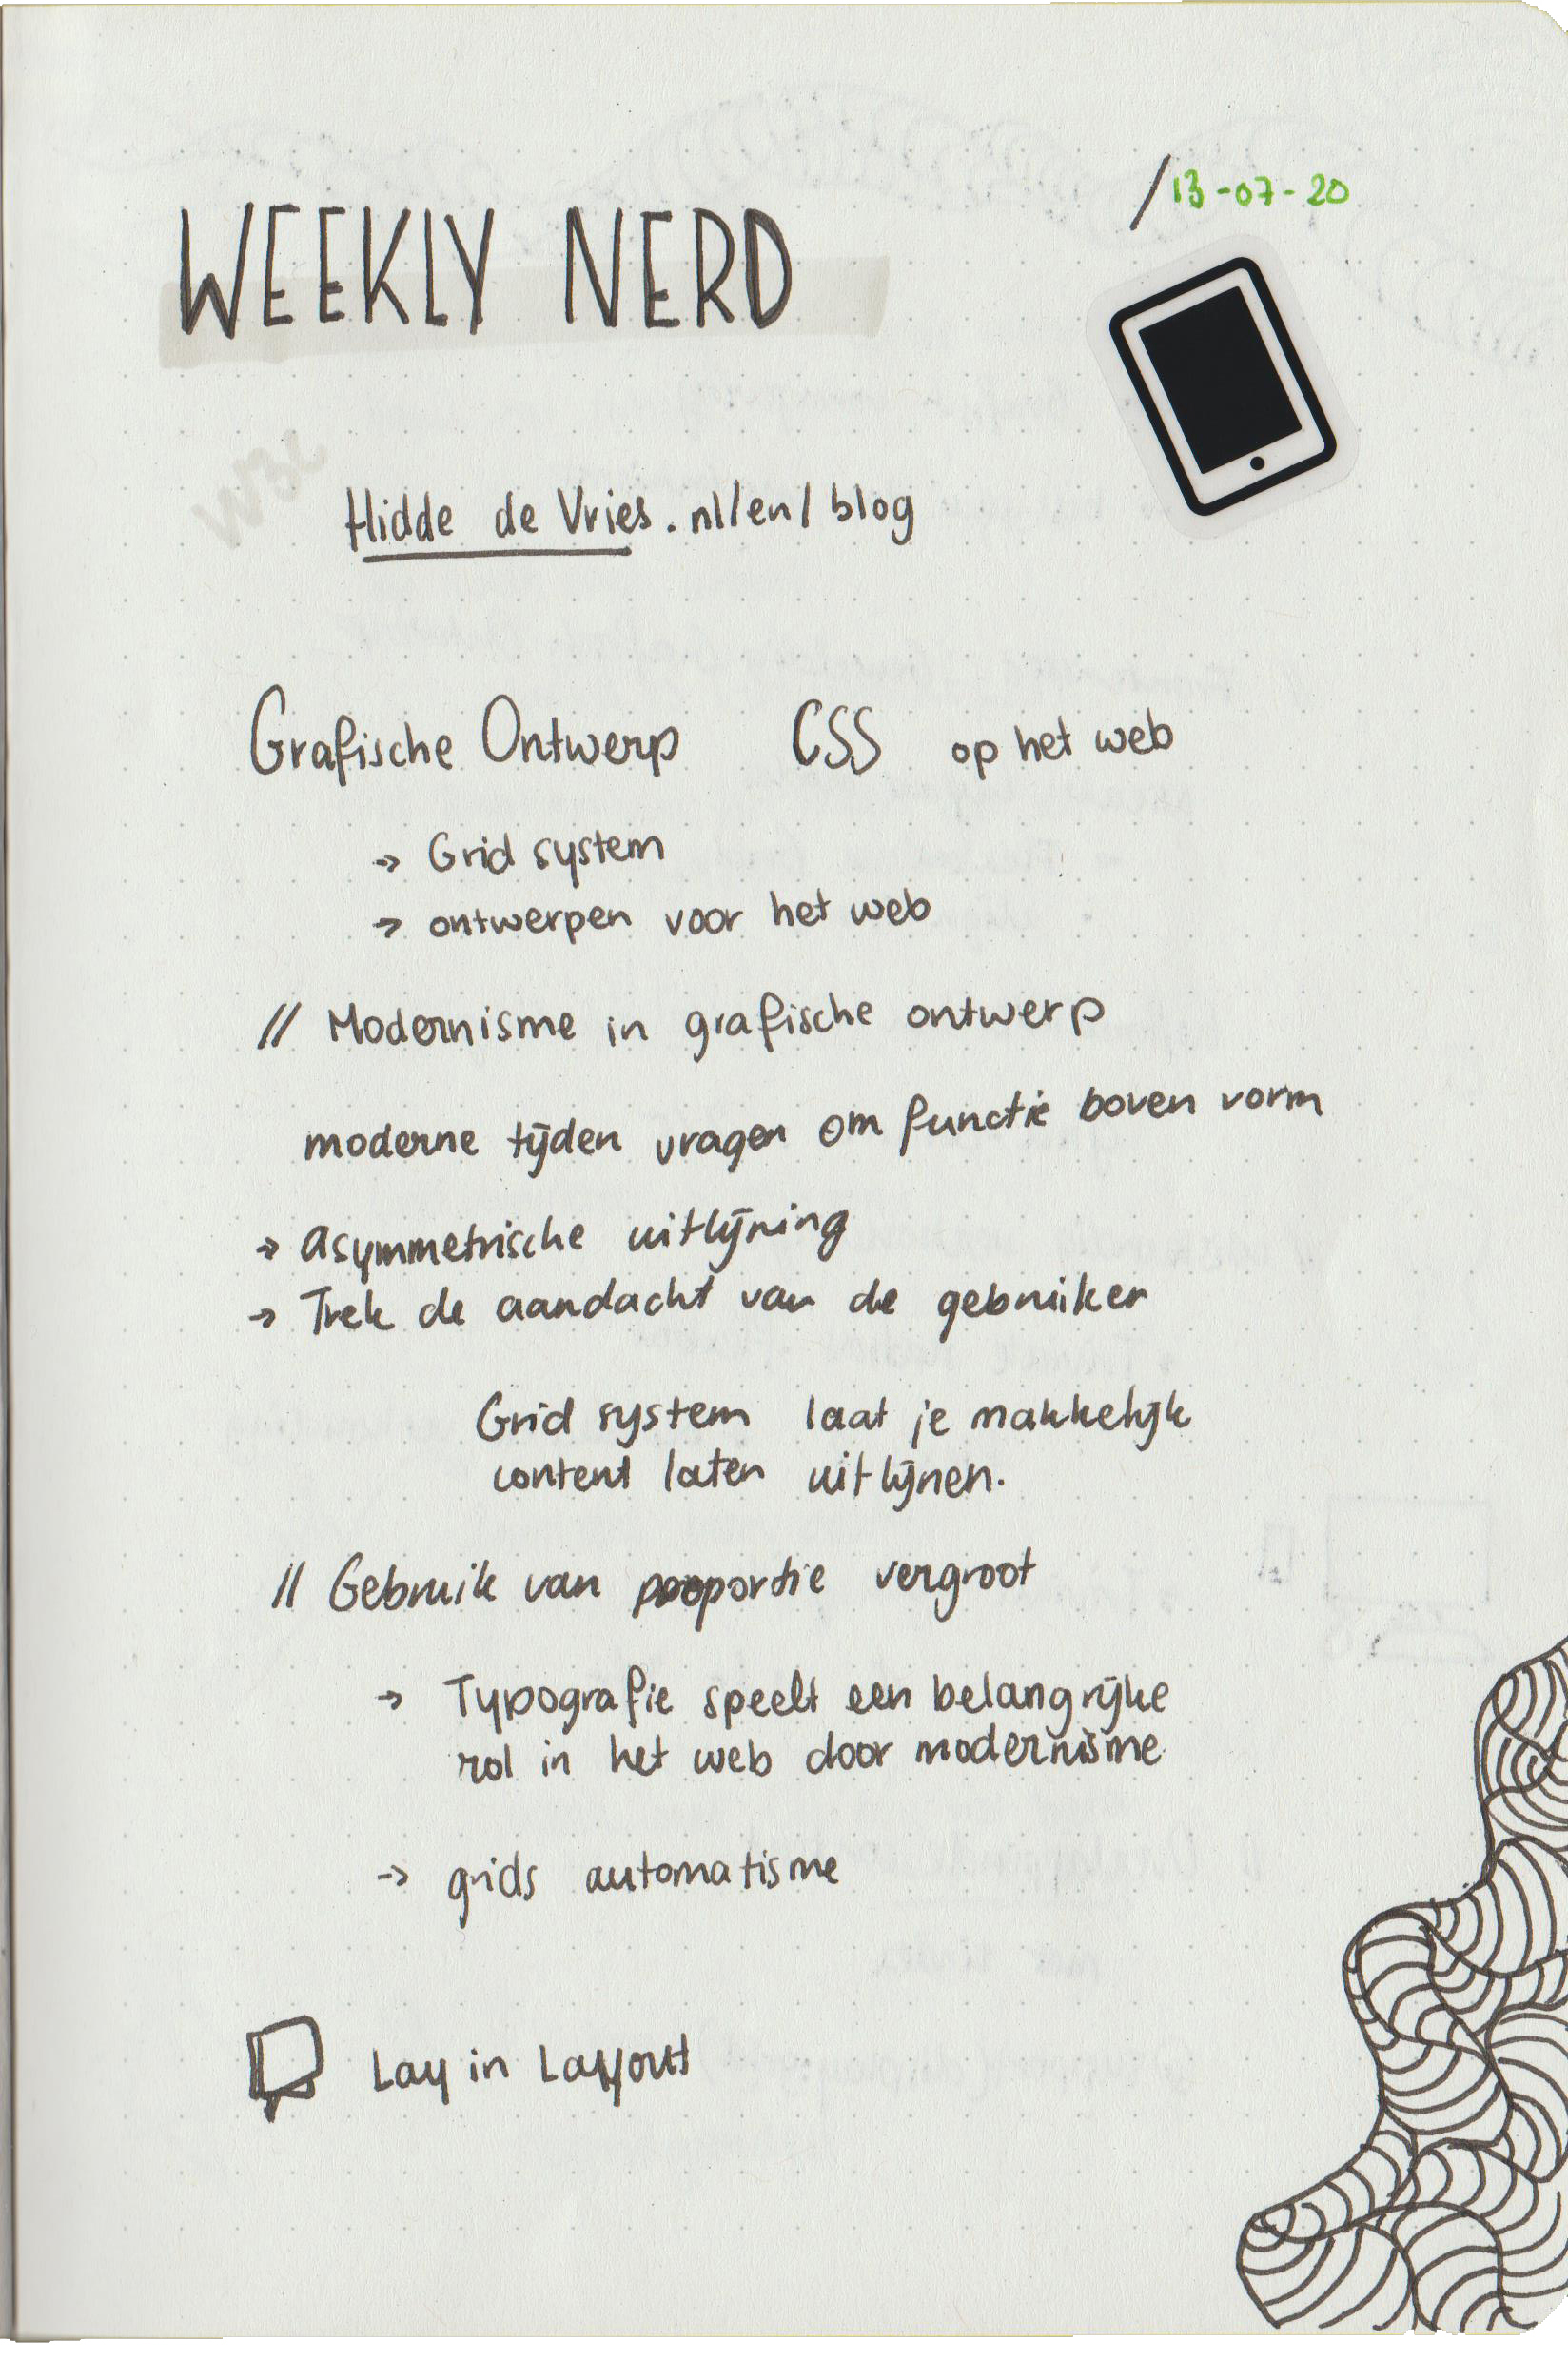 /13-07-20
WEEKLY NERD
W3C
Hidde de Vries.nl/en/blog
Grafische Ontwerp CSS op het web
→ Grid system
→ ontwerpen voor het web
// Modernisme in grafische ontwerp
moderne tijden vragen om functie boven vorm
→ asymmetrische uitlijning
→ Trek de aandacht van de gebruiker
Grid system laat je makkelijk
content laten uitlijnen.
// Gebruik van proportie vergroot
→ Typografie speelt een belangrijke
rol in het web door modernisme
→ grids automatisme
Lay in Layout